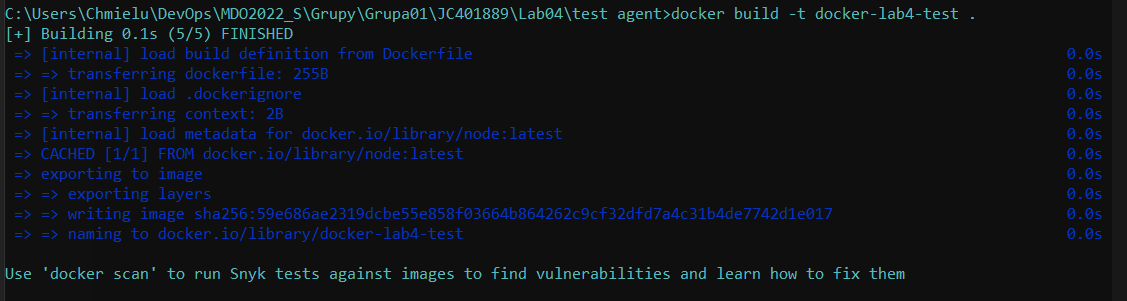 C:\Users\Chmielu\DevOps\MDO2022_S\Grupy\Grupa01\JC401889\Lab04\test agent>docker build -t docker-lab4-test .
[+] Building 0.1s (5/5) FINISHED
=> [internal] load build definition from Dockerfile 0.0s
=> => transferring dockerfile: 255B 0.0s
=> [internal] load .dockerignore 0.0s
=> => transferring context: 2B 0.0s
=> [internal] load metadata for docker.io/library/node:latest 0.0s
=> CACHED [1/1] FROM docker.io/library/node:latest 0.0s
=> exporting to image 0.0s
=> => exporting layers 0.0s
=> => writing image sha256:59e686ae2319dcbe55e858f03664b864262c9cf32dfd7a4c31b4de7742d1e017 0.0s
=> => naming to docker.io/library/docker-lab4-test 0.0s
Use 'docker scan' to run Snyk tests against images to find vulnerabilities and learn how to fix them